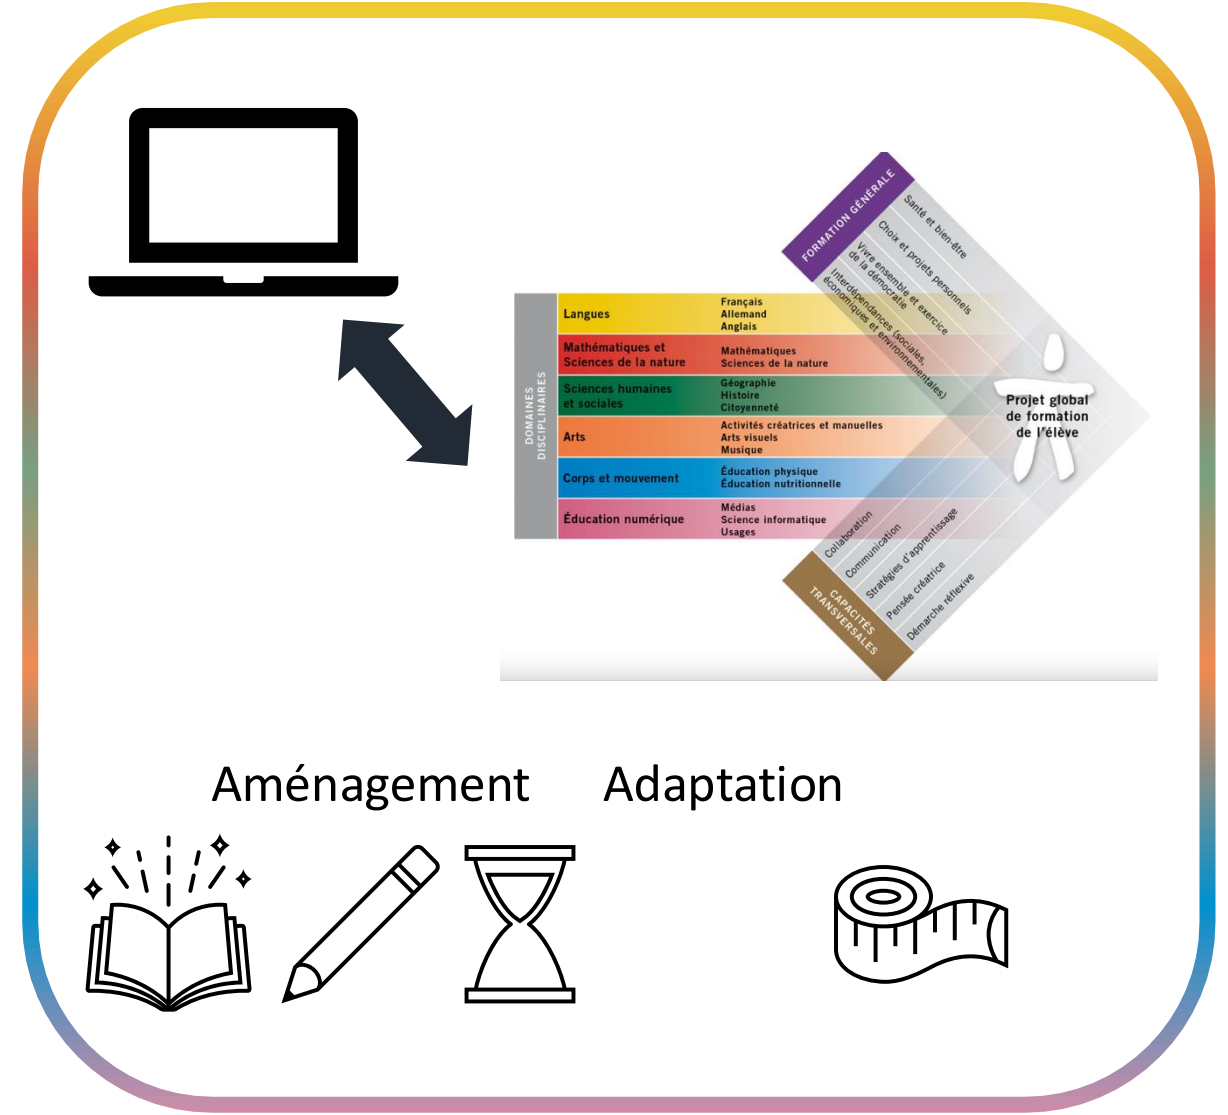 FORMATION GÉNÉRALE
Santé et bien-être
Choix et projets personnels
Vivre ensemble et exercice
de la démocratie
Interdépendances (sociales,
économiques et environnementales)
DOMAINES
DISCIPLINAIRES
Langues
Français
Allemand
Anglais
Mathématiques et
Sciences de la nature
Mathématiques
Sciences de la nature
Sciences humaines
et sociales
Géographie
Histoire
Citoyenneté
Arts
Activités créatrices et manuelles
Arts visuels
Musique
Corps et mouvement
Éducation physique
Éducation nutritionnelle
Éducation numérique
Médias
Science informatique
Usages
Projet global
de formation
de l'élève
Collaboration
Communication
Stratégies d'apprentissage
Pensée créatrice
Démarche réflexive
CAPACITÉS
TRANSVERSALES
Aménagement
Adaptation